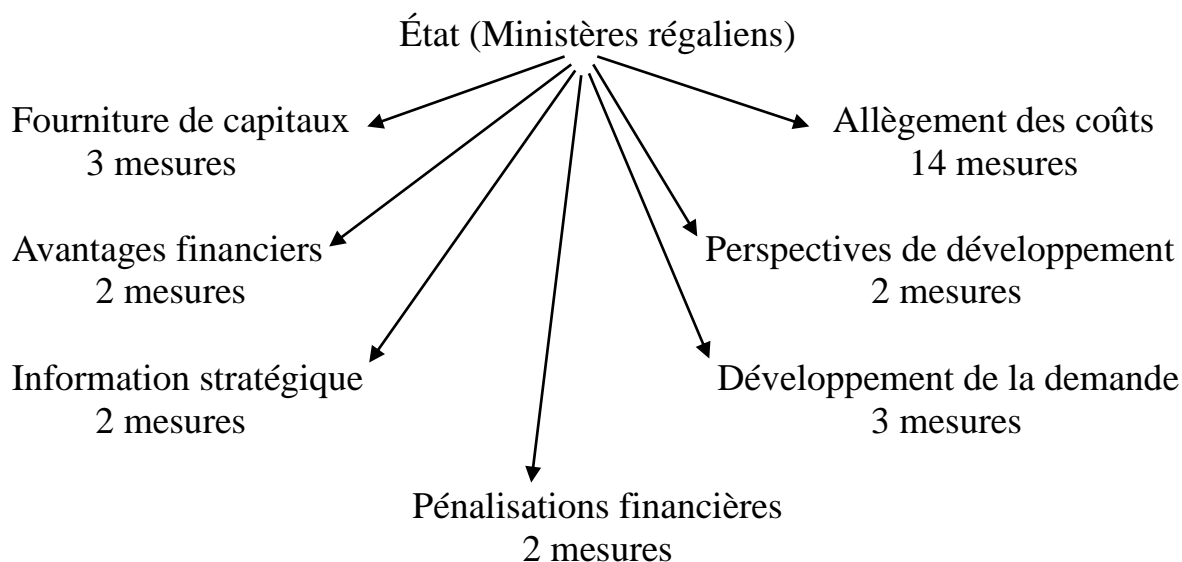 État (Ministères régaliens)
Fourniture de capitaux
3 mesures
Allègement des coûts
14 mesures
Avantages financiers
2 mesures
Perspectives de développement
2 mesures
Information stratégique
2 mesures
Développement de la demande
3 mesures
Pénalisations financières
2 mesures